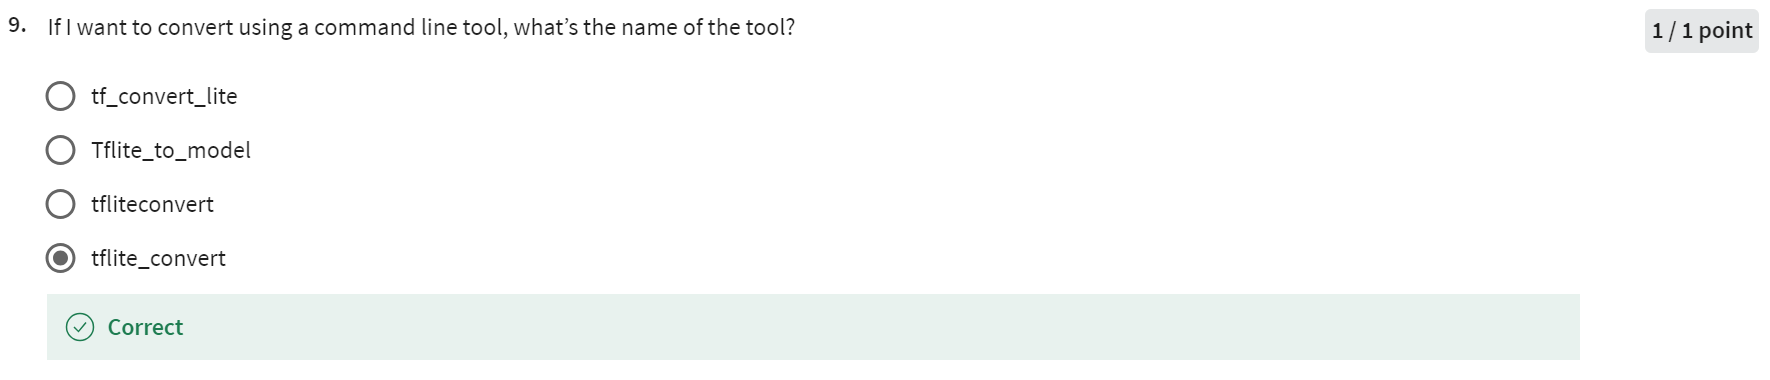 9. If I want to convert using a command line tool, what’s the name of the tool?
1 / 1 point
tf_convert_lite
Tflite_to_model
tfliteconvert
tflite_convert
Correct